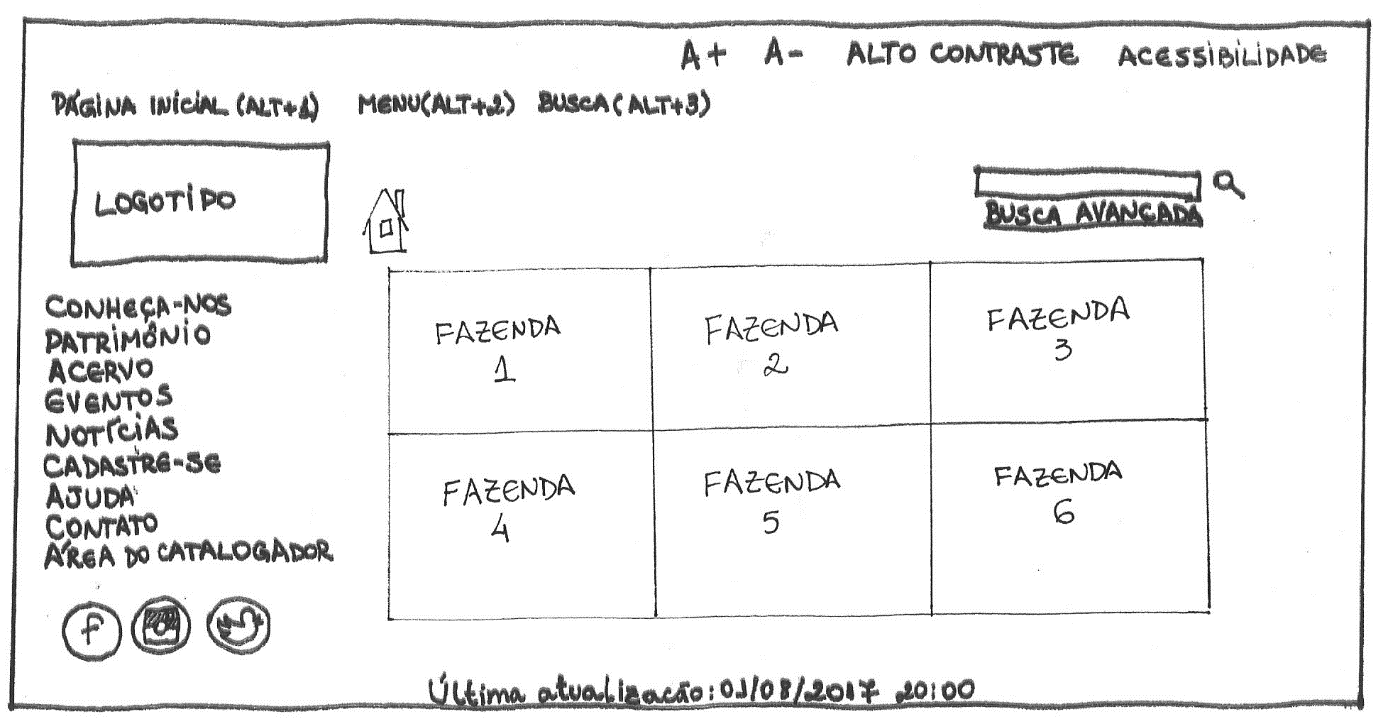 A+ A- ALTO CONTRASTE ACESSIBILIDADE
PÁGINA INICIAL (ALT+1) MENU(ALT+2) BUSCA(ALT+3)
LOGOTIPO
BUSCA AVANÇADA
CONHEÇA-NOS
PATRIMÔNIO
ACERVO
EVENTOS
NOTÍCIAS
CADASTRE-SE
AJUDA
CONTATO
ÁREA DO CATALOGADOR
f
FAZENDA
1
FAZENDA
2
FAZENDA
3
FAZENDA
4
FAZENDA
5
FAZENDA
6
Última atualização: 01/08/2017 20:00